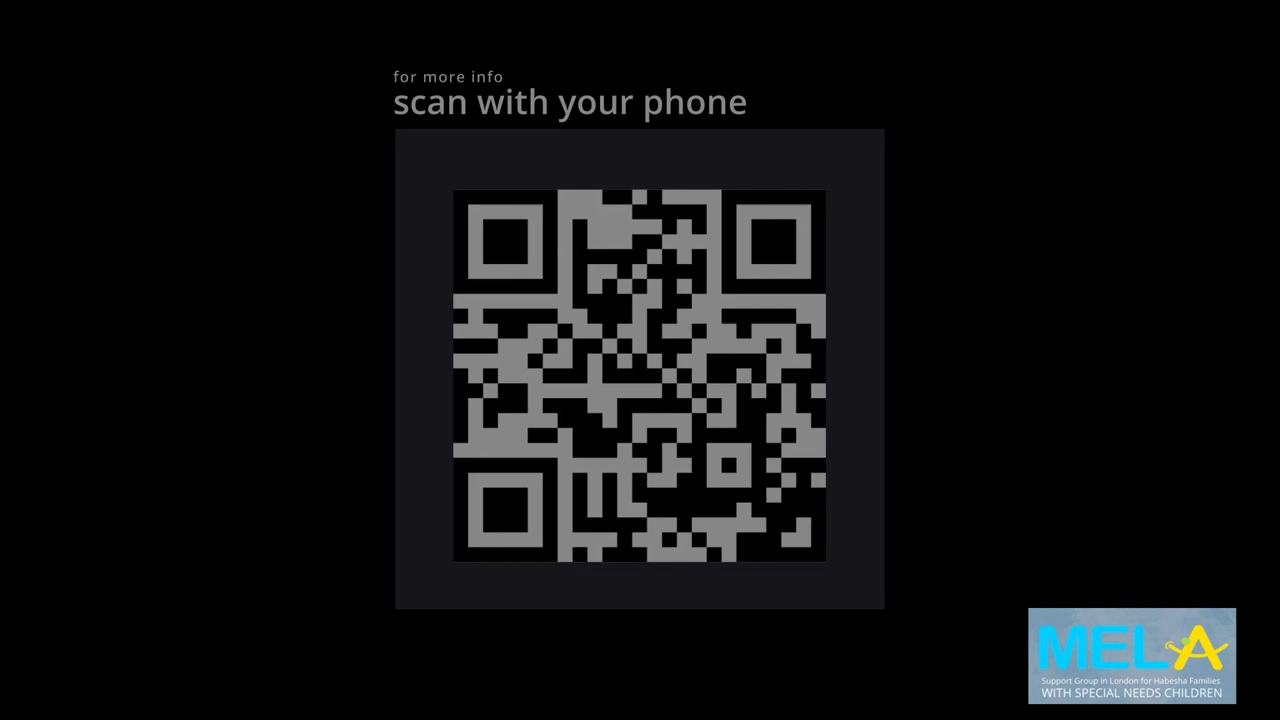 for more info
scan with your phone
MELA
Support Group in London for Habesha Families
WITH SPECIAL NEEDS CHILDREN